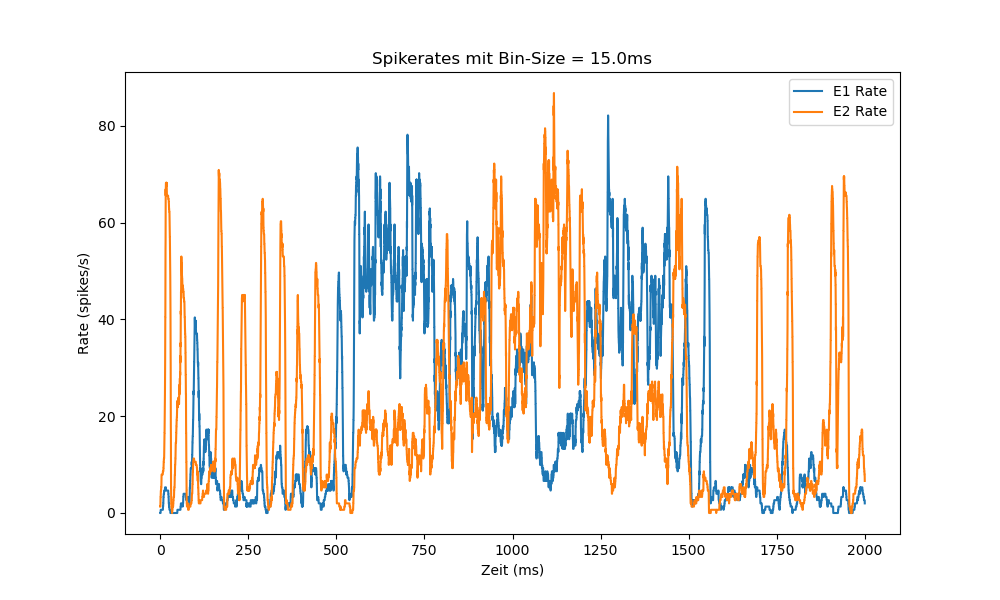 Spikerates mit Bin-Size = 15.0ms
E1 Rate
E2 Rate
Rate (spikes/s)
80
60
40
20
0
0 250 500 750 1000 1250 1500 1750 2000
Zeit (ms)